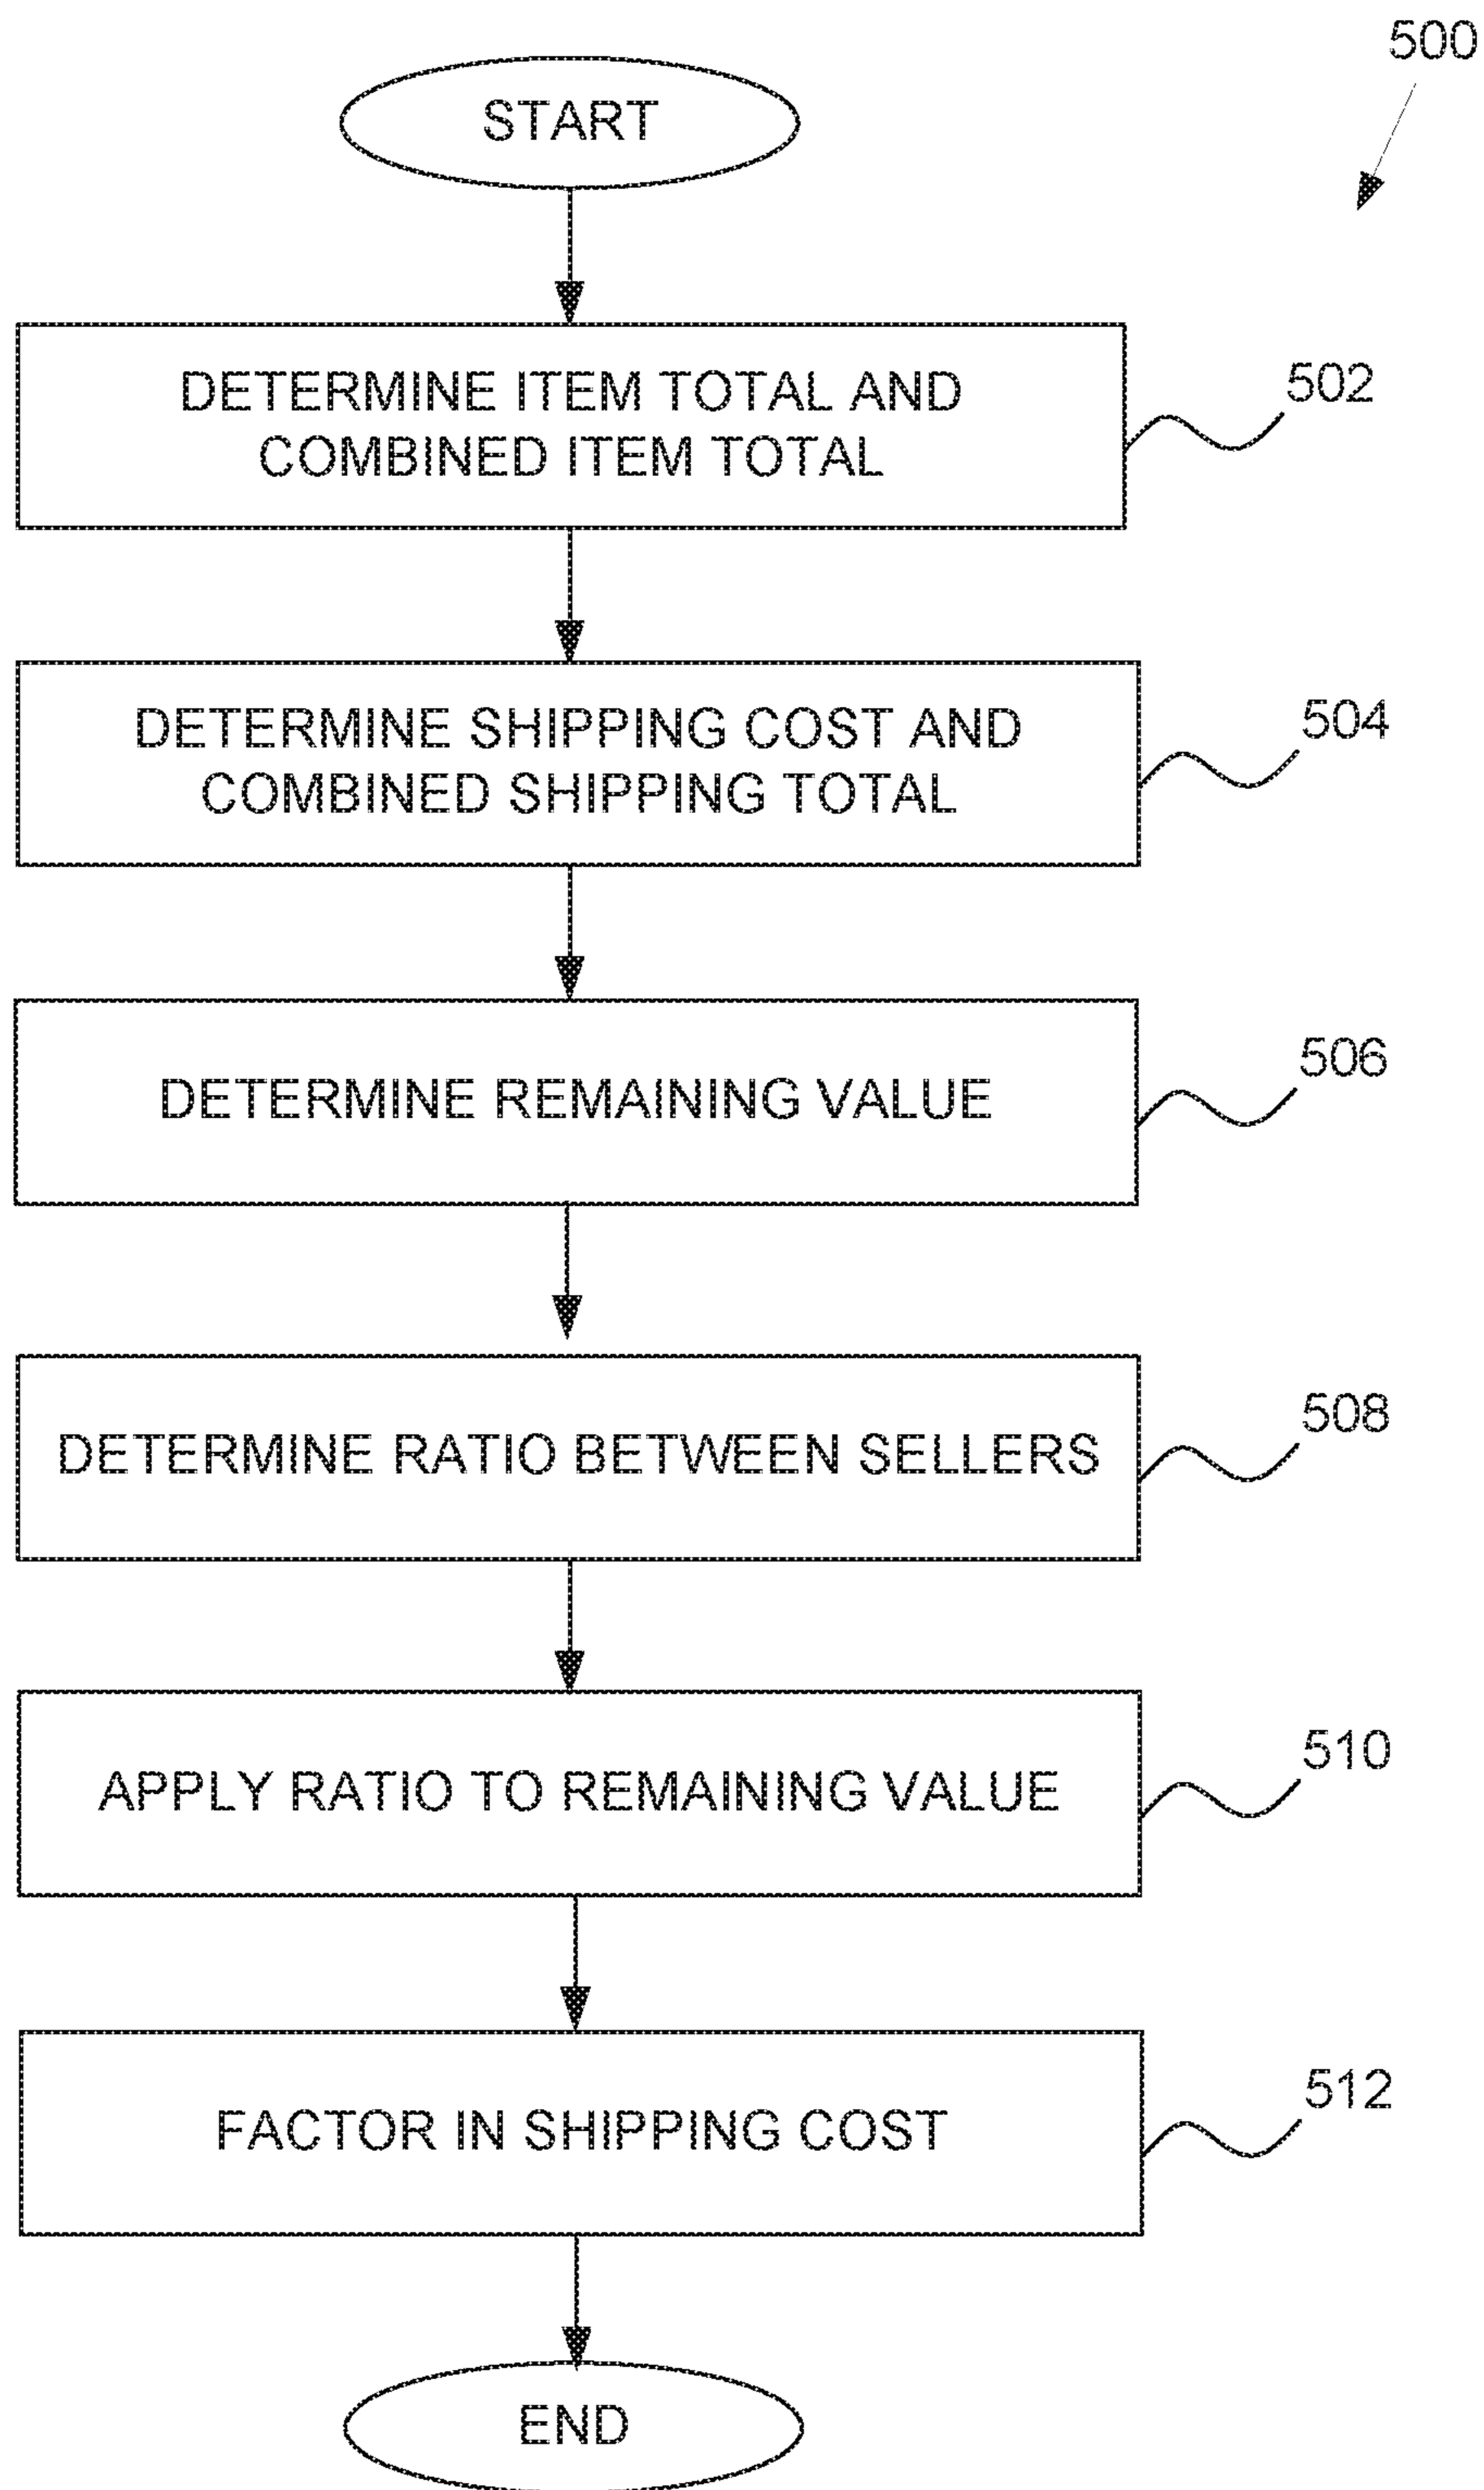 500
START
DETERMINE ITEM TOTAL AND
COMBINED ITEM TOTAL
502
DETERMINE SHIPPING COST AND
COMBINED SHIPPING TOTAL
504
DETERMINE REMAINING VALUE
506
DETERMINE RATIO BETWEEN SELLERS
508
APPLY RATIO TO REMAINING VALUE
510
FACTOR IN SHIPPING COST
512
END